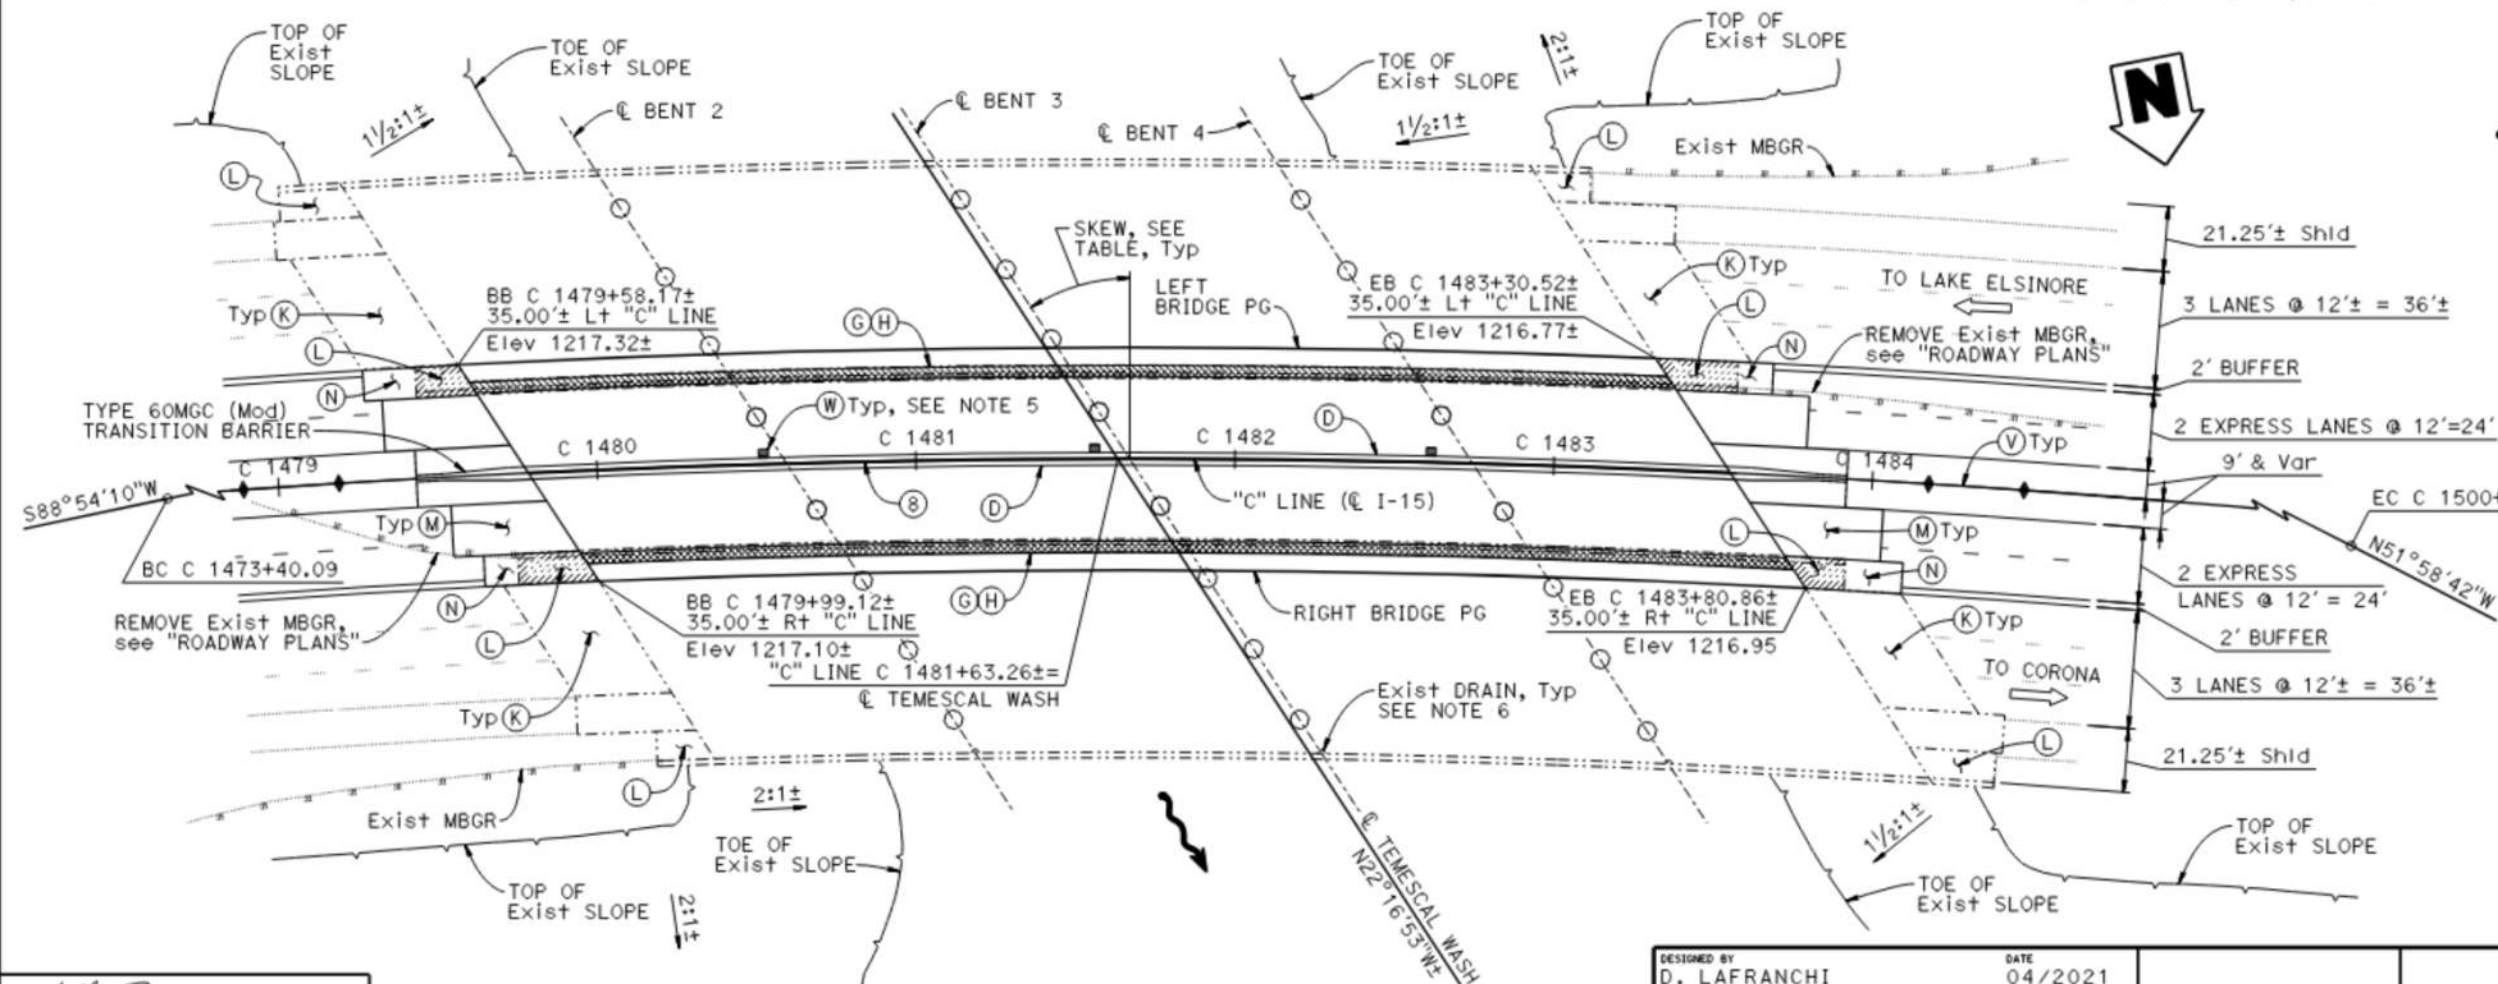 TOP OF
Exist
SLOPE
TOE OF
Exist SLOPE
1½:1±
℄ BENT 2
℄ BENT 3
℄ BENT 4
TOE OF
Exist SLOPE
1½:1±
2:1±
TOP OF
Exist SLOPE
N
L
L
Exist MBGR
SKEW, SEE
TABLE, Typ
LEFT
BRIDGE PG
21.25'± Shld
K Typ
TO LAKE ELSINORE
3 LANES @ 12'± = 36'±
Typ K
BB C 1479+58.17±
35.00'± Lt "C" LINE
Elev 1217.32±
G H
EB C 1483+30.52±
35.00'± Lt "C" LINE
Elev 1216.77±
L
N
REMOVE Exist MBGR,
see "ROADWAY PLANS"
2' BUFFER
L
N
TYPE 60MGC (Mod)
TRANSITION BARRIER
W Typ, SEE NOTE 5
D
2 EXPRESS LANES @ 12'=24'
V Typ
9' & Var
C 1479
C 1480
C 1481
C 1482
C 1483
C 1484
S88°54'10"W
8
D
"C" LINE (℄ I-15)
EC C 1500+
Typ M
L
M Typ
N51°58'42"W
BC C 1473+40.09
N
G H
N
2 EXPRESS
LANES @ 12' = 24'
REMOVE Exist MBGR,
see "ROADWAY PLANS"
L
BB C 1479+99.12±
35.00'± Rt "C" LINE
Elev 1217.10±
RIGHT BRIDGE PG
EB C 1483+80.86±
35.00'± Rt "C" LINE
Elev 1216.95
K Typ
2' BUFFER
"C" LINE C 1481+63.26±=
℄ TEMESCAL WASH
TO CORONA
3 LANES @ 12'± = 36'±
Typ K
Exist DRAIN, Typ
SEE NOTE 6
L
21.25'± Shld
L
2:1±
Exist MBGR
TOE OF
Exist SLOPE
℄ TEMESCAL WASH
N22°16'53"W±
1½:1±
TOP OF
Exist SLOPE
TOP OF
Exist SLOPE
2:1±
TOE OF
Exist SLOPE
DESIGNED BY
D. LAFRANCHI
DATE
04/2021